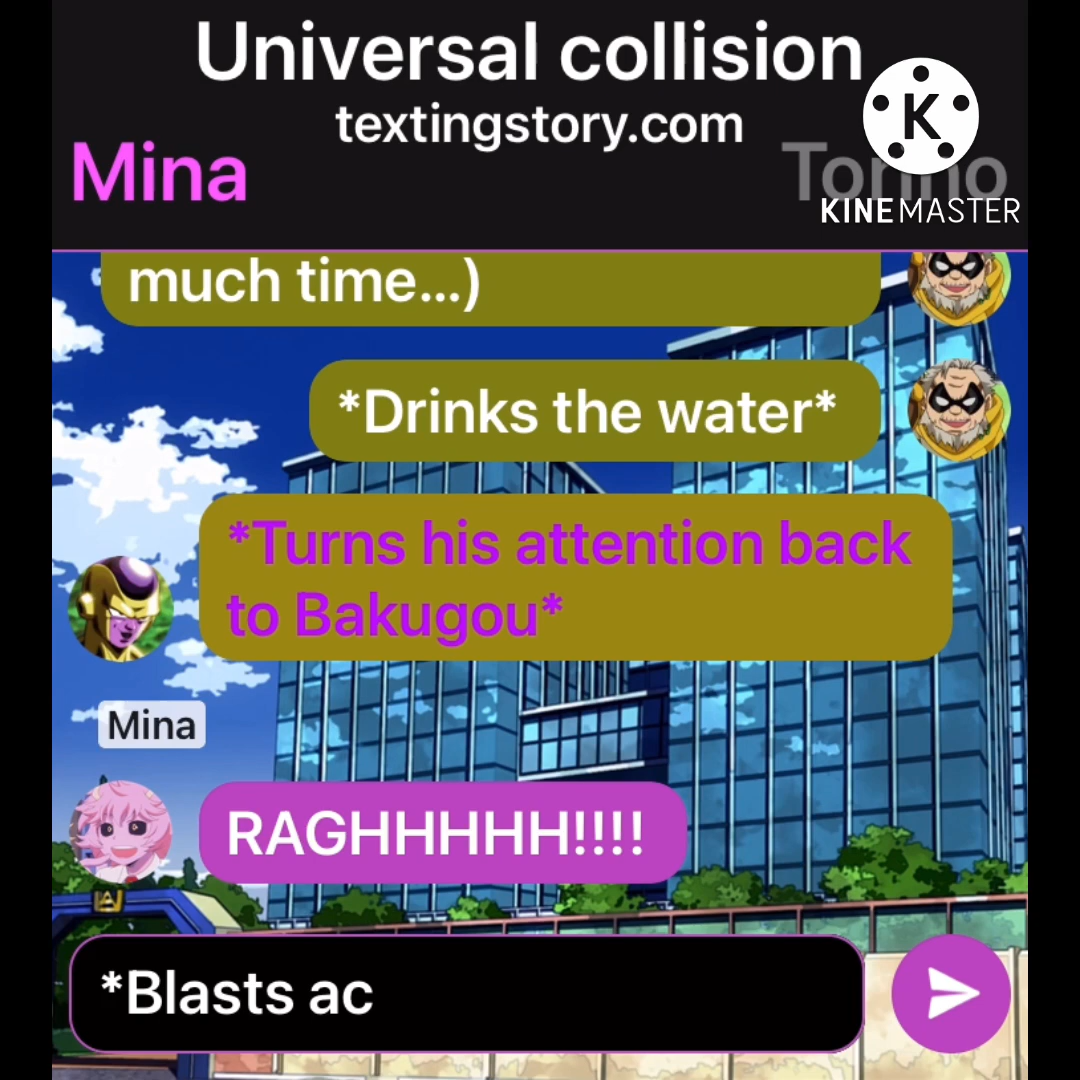 Universal collision
textingstory.com
Mina
K
KINEMASTER
much time...)
*Drinks the water*
*Turns his attention back
to Bakugou*
Mina
RAGHHHHH!!!!
*Blasts ac